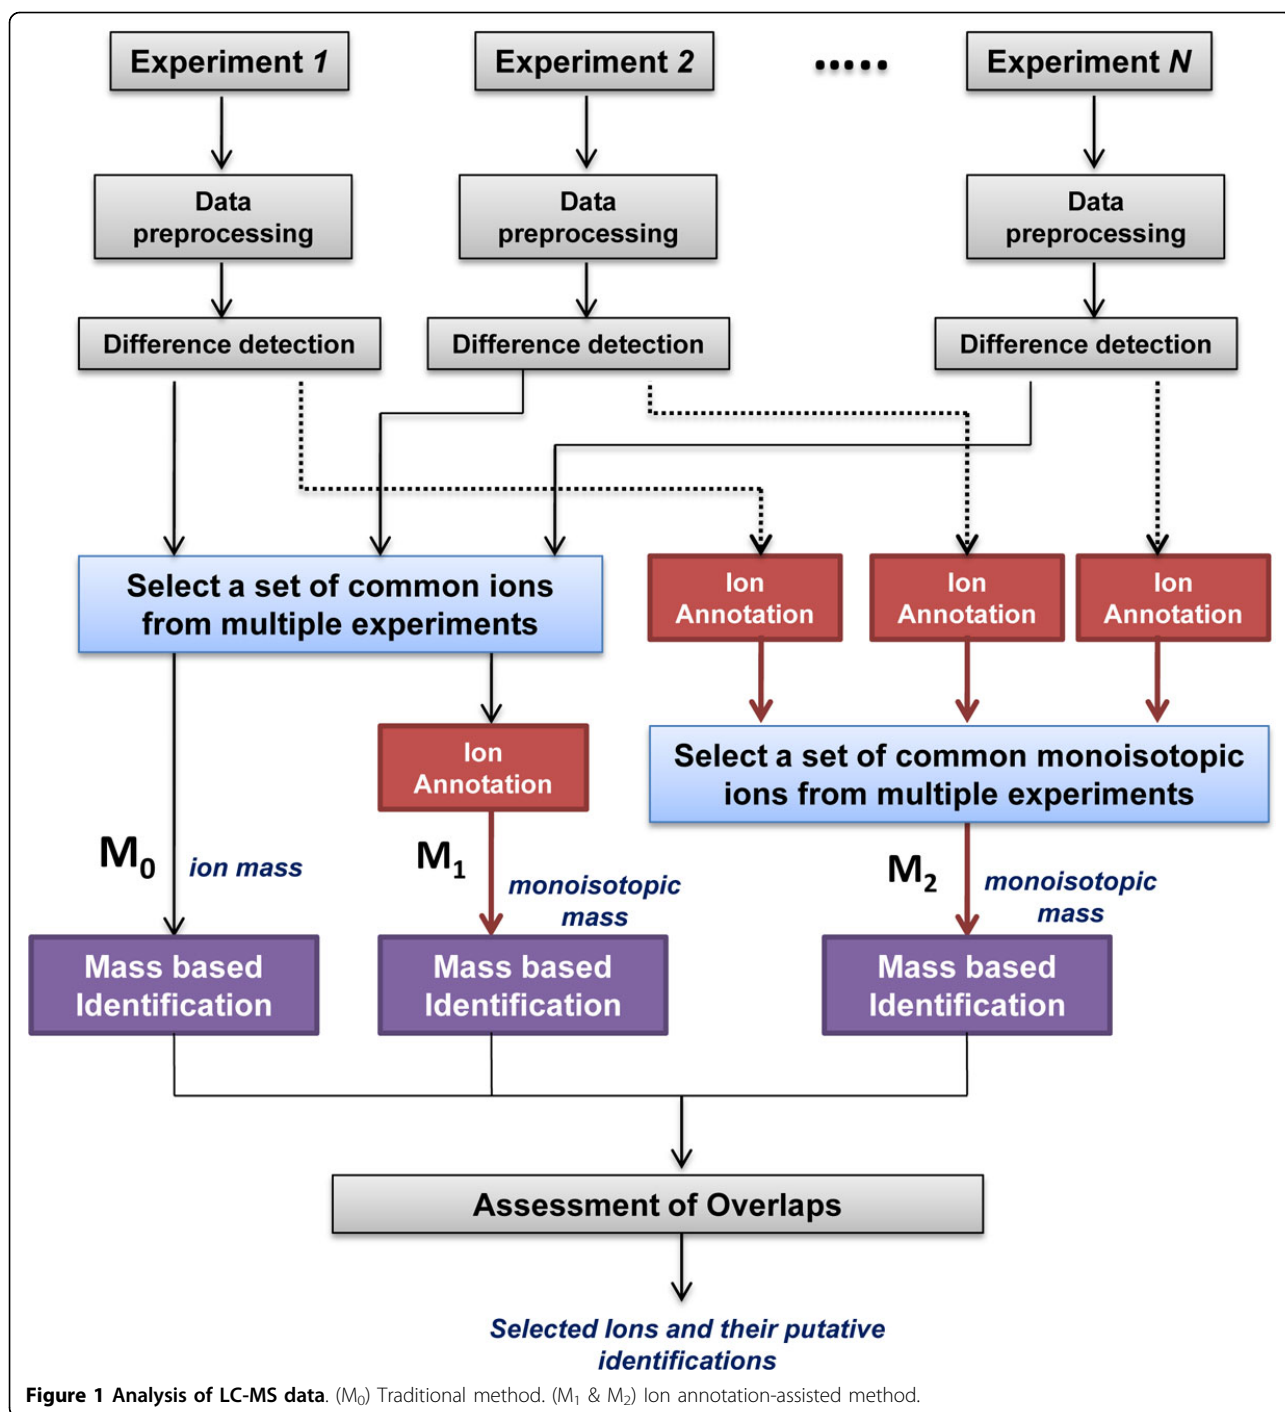 Experiment 1
Experiment 2
.....
Experiment N
Data
preprocessing
Data
preprocessing
Data
preprocessing
Difference detection
Difference detection
Difference detection
Select a set of common ions
from multiple experiments
Ion
Annotation
Ion
Annotation
Ion
Annotation
Ion
Annotation
Select a set of common monoisotopic
ions from multiple experiments
M0
ion mass
M1
monoisotopic
mass
M2
monoisotopic
mass
Mass based
Identification
Mass based
Identification
Mass based
Identification
Assessment of Overlaps
Selected Ions and their putative
identifications
Figure 1 Analysis of LC-MS data. (M0) Traditional method. (M1 & M2) Ion annotation-assisted method.